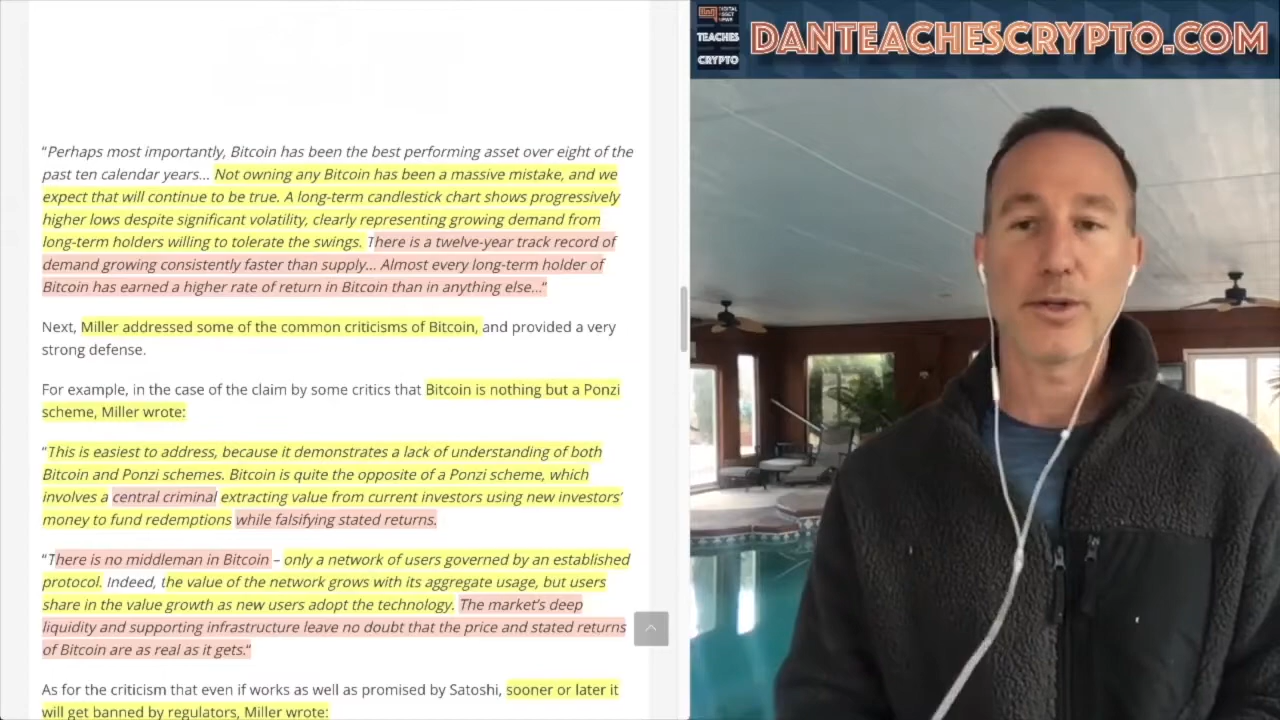 “Perhaps most importantly, Bitcoin has been the best performing asset over eight of the
past ten calendar years... Not owning any Bitcoin has been a massive mistake, and we
expect that will continue to be true. A long-term candlestick chart shows progressively
higher lows despite significant volatility, clearly representing growing demand from
long-term holders willing to tolerate the swings. There is a twelve-year track record of
demand growing consistently faster than supply... Almost every long-term holder of
Bitcoin has earned a higher rate of return in Bitcoin than in anything else...”
Next, Miller addressed some of the common criticisms of Bitcoin, and provided a very
strong defense.
For example, in the case of the claim by some critics that Bitcoin is nothing but a Ponzi
scheme, Miller wrote:
“This is easiest to address, because it demonstrates a lack of understanding of both
Bitcoin and Ponzi schemes. Bitcoin is quite the opposite of a Ponzi scheme, which
involves a central criminal extracting value from current investors using new investors’
money to fund redemptions while falsifying stated returns.
“There is no middleman in Bitcoin – only a network of users governed by an established
protocol. Indeed, the value of the network grows with its aggregate usage, but users
share in the value growth as new users adopt the technology. The market’s deep
liquidity and supporting infrastructure leave no doubt that the price and stated returns
of Bitcoin are as real as it gets.“
As for the criticism that even if works as well as promised by Satoshi, sooner or later it
will get banned by regulators, Miller wrote:
DIGITAL
ASSET
NEWS
TEACHES
CRYPTO
DANTEACHESCRYPTO.COM